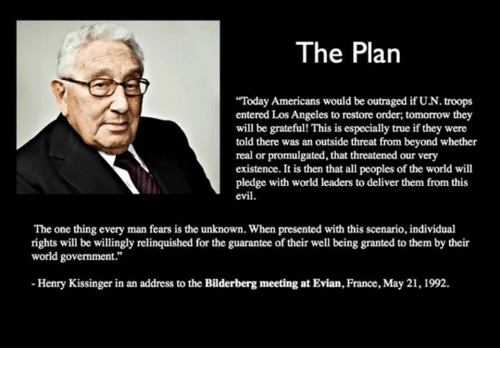 The Plan
"Today Americans would be outraged if U.N. troops
entered Los Angeles to restore order; tomorrow they
will be grateful! This is especially true if they were
told there was an outside threat from beyond whether
real or promulgated, that threatened our very
existence. It is then that all peoples of the world will
pledge with world leaders to deliver them from this
evil.
The one thing every man fears is the unknown. When presented with this scenario, individual
rights will be willingly relinquished for the guarantee of their well being granted to them by their
world government."
- Henry Kissinger in an address to the Bilderberg meeting at Evian, France, May 21, 1992.